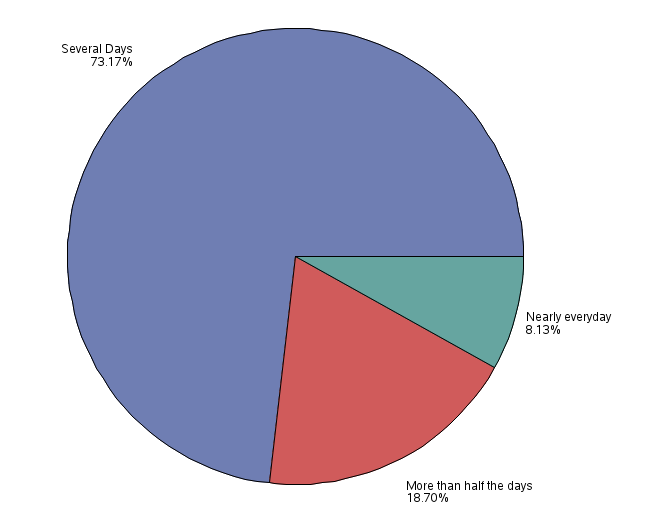 Several Days
73.17%
Nearly everyday
8.13%
More than half the days
18.70%